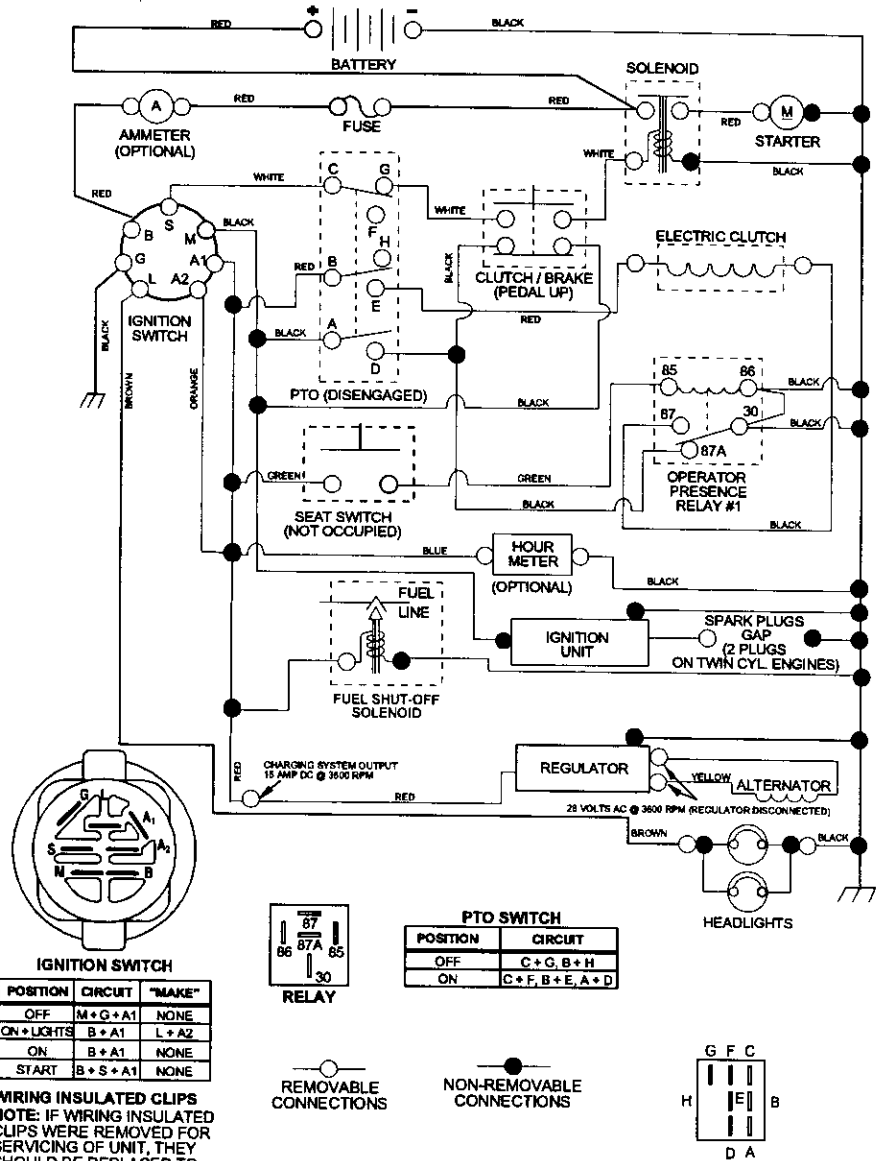 RED
+
-
BLACK
BATTERY
SOLENOID
A
RED
RED
RED
M
AMMETER
(OPTIONAL)
FUSE
STARTER
WHITE
BLACK
RED
WHITE
C
G
WHITE
S
BLACK
B
M
F
H
G
A1
L
A2
RED
B
E
BLACK
CLUTCH / BRAKE
(PEDAL UP)
ELECTRIC CLUTCH
RED
IGNITION
SWITCH
BLACK
A
D
BLACK
BROWN
ORANGE
PTO (DISENGAGED)
BLACK
85
86
BLACK
87
30
BLACK
87A
GREEN
GREEN
OPERATOR
PRESENCE
RELAY #1
SEAT SWITCH
(NOT OCCUPIED)
BLACK
BLACK
BLUE
HOUR
METER
(OPTIONAL)
BLACK
FUEL
LINE
IGNITION
UNIT
SPARK PLUGS
GAP
(2 PLUGS
ON TWIN CYL. ENGINES)
FUEL SHUT-OFF
SOLENOID
RED
CHARGING SYSTEM OUTPUT
15 AMP DC @ 3600 RPM
RED
REGULATOR
YELLOW
ALTERNATOR
28 VOLTS AC @ 3600 RPM (REGULATOR DISCONNECTED)
BROWN
BLACK
HEADLIGHTS
G
L
A1
S
A2
M
B
IGNITION SWITCH
POSITION CIRCUIT "MAKE"
OFF M+G+A1 NONE
ON + LIGHTS B + A1 L + A2
ON B + A1 NONE
START B + S + A1 NONE
87
86
87A
85
30
RELAY
PTO SWITCH
POSITION CIRCUIT
OFF C + G, B + H
ON C + F, B + E, A + D
REMOVABLE
CONNECTIONS
NON-REMOVABLE
CONNECTIONS
G F C
H E B
D A
WIRING INSULATED CLIPS
NOTE: IF WIRING INSULATED
CLIPS WERE REMOVED FOR
SERVICING OF UNIT, THEY
SHOULD BE REPLACED TO